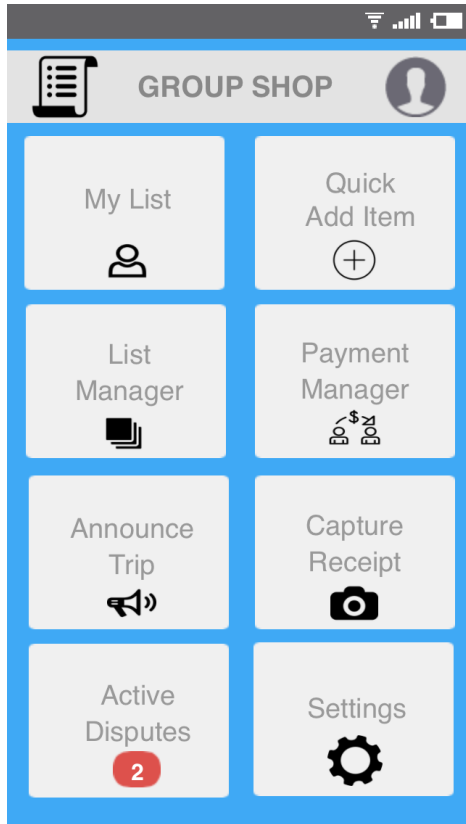 GROUP SHOP
My List
Quick
Add Item
List
Manager
Payment
Manager
$
Announce
Trip
Capture
Receipt
Active
Disputes
2
Settings